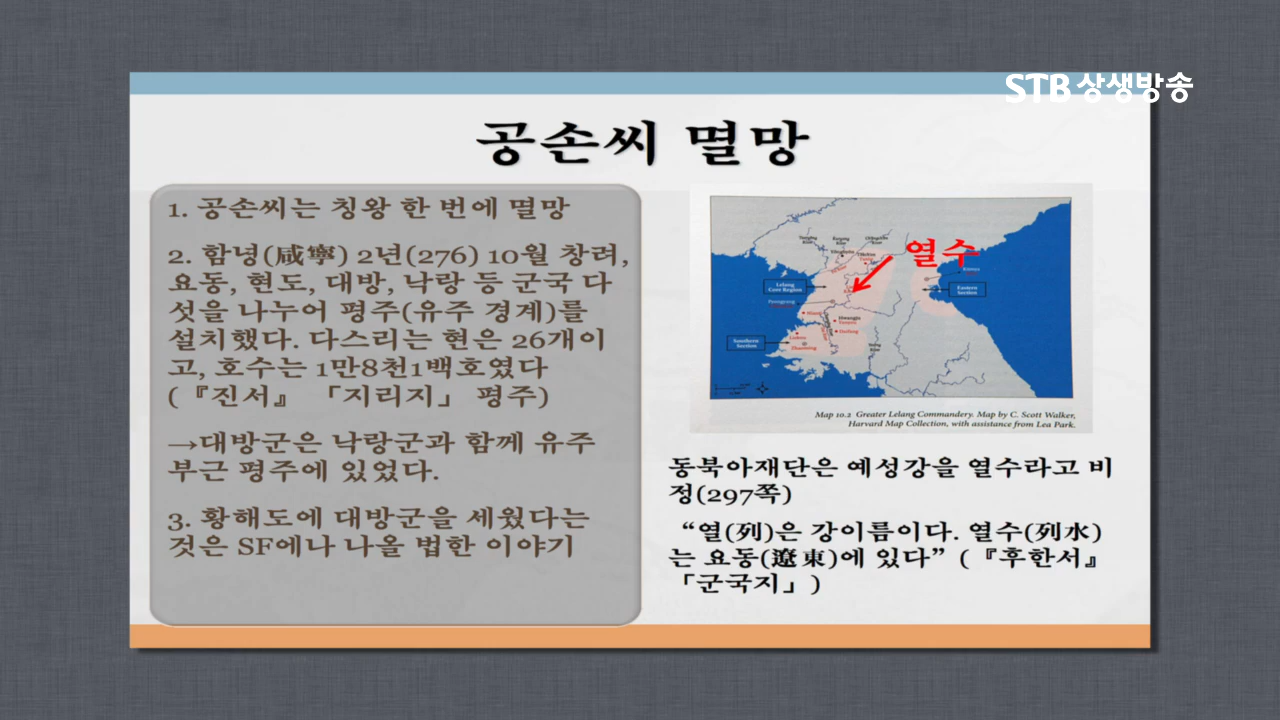 STB 상생방송
공손씨 멸망
1. 공손씨는 칭왕 한 번에 멸망
2. 함녕(咸寧) 2년(276) 10월 창려,
요동, 현도, 대방, 낙랑 등 군국 다
섯을 나누어 평주(유주 경계)를
설치했다. 다스리는 현은 26개이
고, 호수는 1만8천1백호였다
(『진서』 「지리지」 평주)
→대방군은 낙랑군과 함께 유주
부근 평주에 있었다.
3. 황해도에 대방군을 세웠다는
것은 SF에나 나올 법한 이야기
열수
Lelang
Core Region
Eastern
Section
Southern
Section
Map 10.2 Greater Lelang Commandery. Map by C. Scott Walker,
Harvard Map Collection, with assistance from Lea Park.
동북아재단은 예성강을 열수라고 비
정(297쪽)
“열(列)은 강이름이다. 열수(列水)
는 요동(遼東)에 있다” (『후한서』
「군국지」)